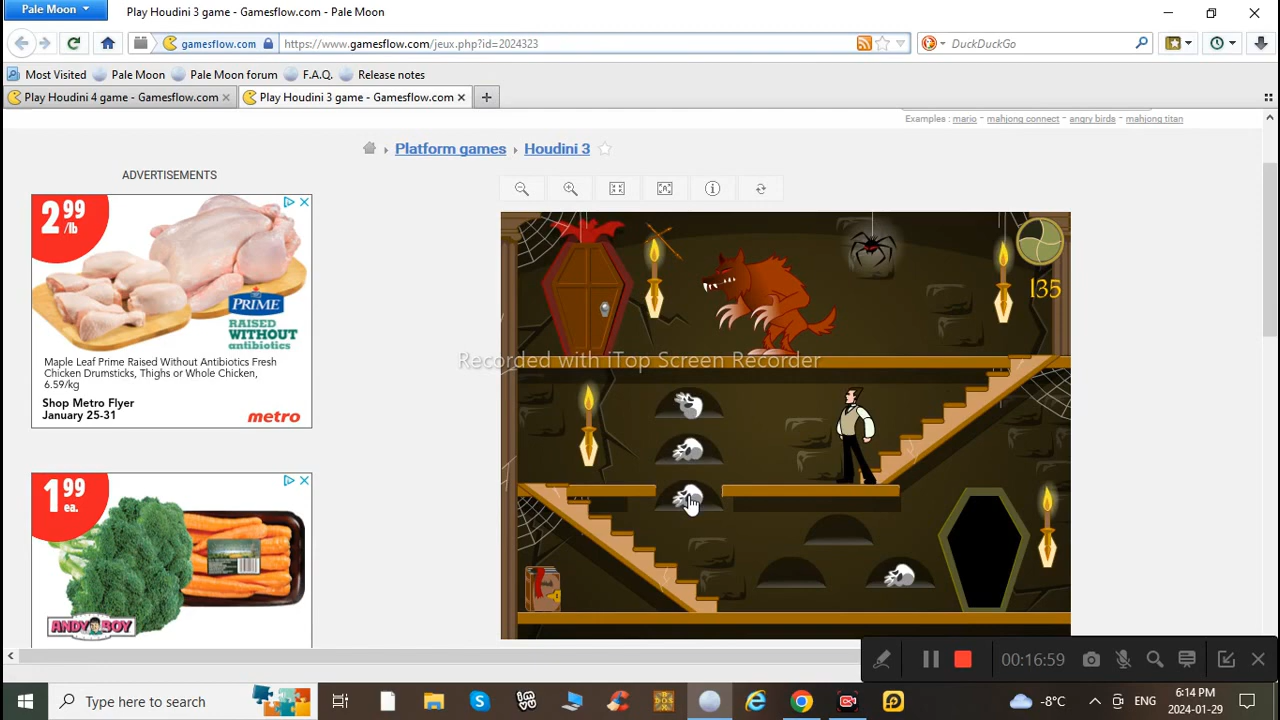 Pale Moon
Play Houdini 3 game - Gamesflow.com - Pale Moon
gamesflow.com
https://www.gamesflow.com/jeux.php?id=2024323
DuckDuckGo
Most Visited Pale Moon Pale Moon forum F.A.Q. Release notes
Play Houdini 4 game - Gamesflow.com
Play Houdini 3 game - Gamesflow.com
Examples : mario - mahjong connect - angry birds - mahjong titan
Platform games › Houdini 3
ADVERTISEMENTS
2 99 /lb
PRIME
RAISED
WITHOUT
antibiotics
Maple Leaf Prime Raised Without Antibiotics Fresh
Chicken Drumsticks, Thighs or Whole Chicken,
6.59/kg
Shop Metro Flyer
January 25-31
metro
1 99 ea.
ANDY BOY
135
Recorded with iTop Screen Recorder
00:16:59
Type here to search
-8°C
ENG
6:14 PM
2024-01-29